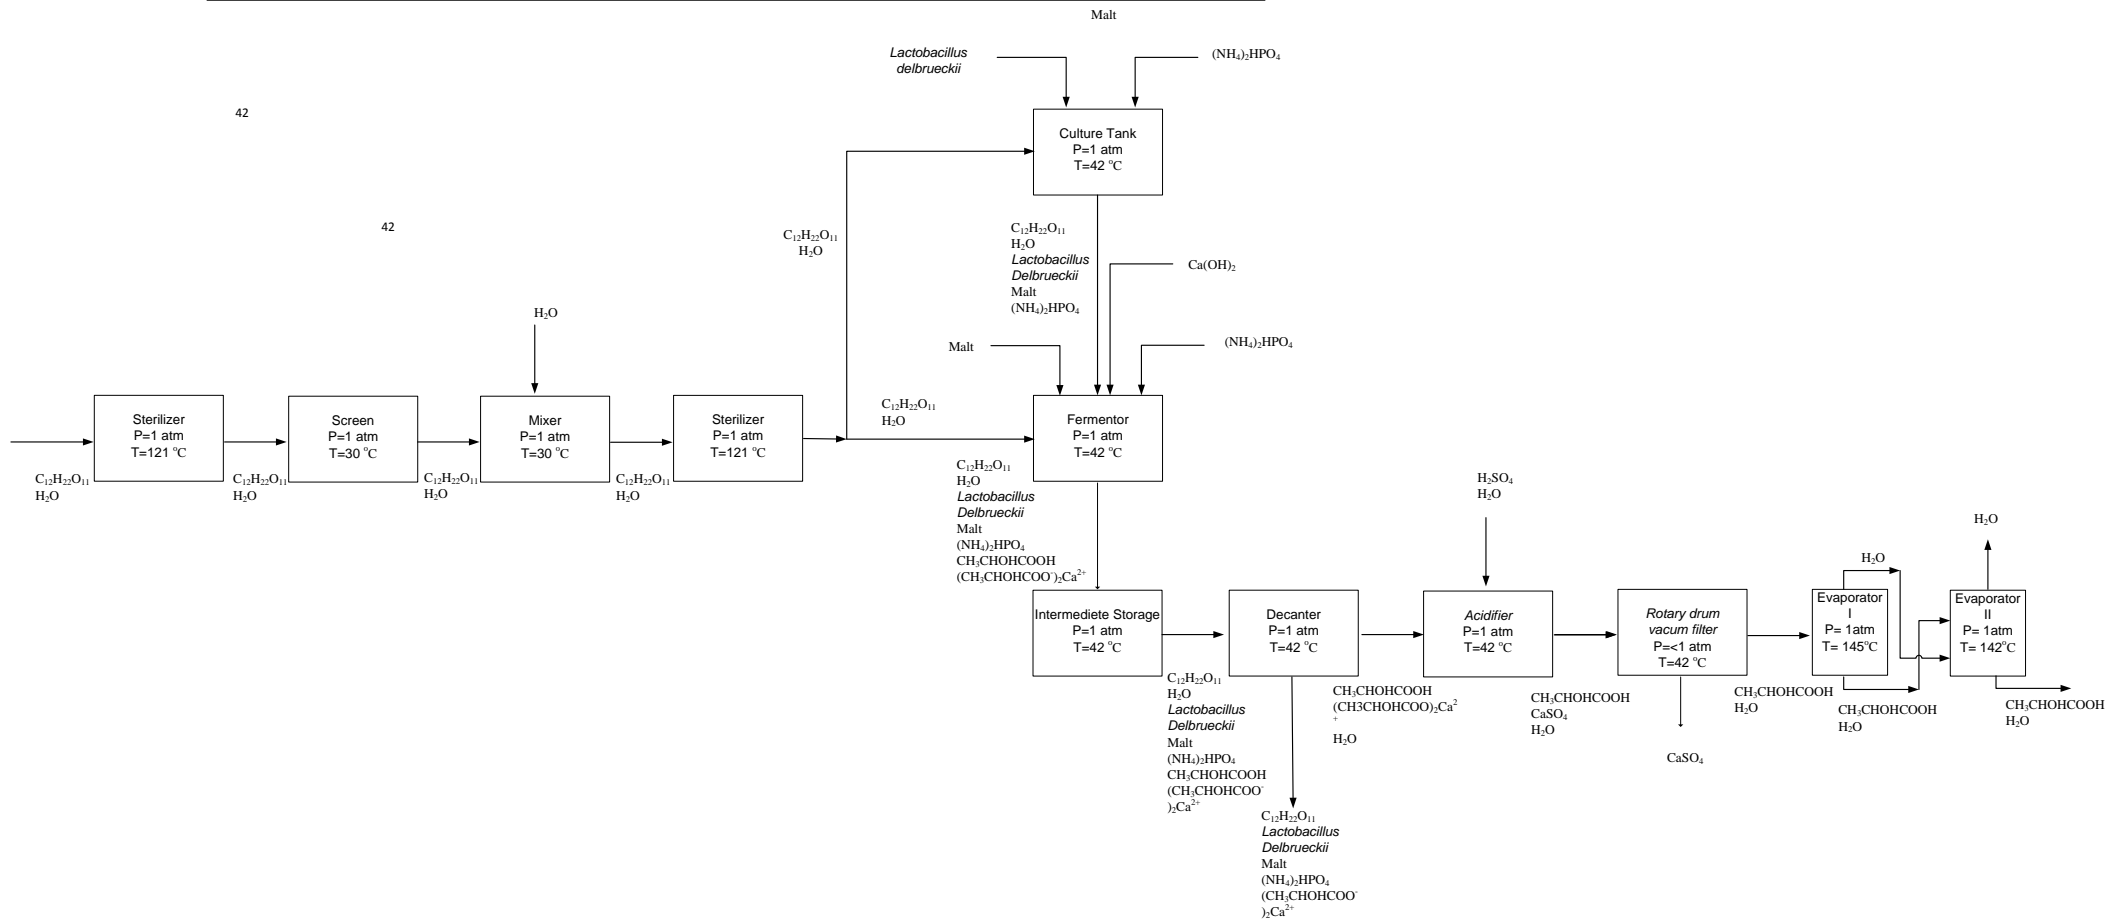 Malt
Lactobacillus
delbrueckii
(NH₄)₂HPO₄
42
Culture Tank
P=1 atm
T=42 °C
42
C₁₂H₂₂O₁₁
H₂O
C₁₂H₂₂O₁₁
H₂O
Lactobacillus
Delbrueckii
Malt
(NH₄)₂HPO₄
Ca(OH)₂
H₂O
Malt
(NH₄)₂HPO₄
Sterilizer
P=1 atm
T=121 °C
Screen
P=1 atm
T=30 °C
Mixer
P=1 atm
T=30 °C
Sterilizer
P=1 atm
T=121 °C
C₁₂H₂₂O₁₁
H₂O
Fermentor
P=1 atm
T=42 °C
C₁₂H₂₂O₁₁
H₂O
C₁₂H₂₂O₁₁
H₂O
C₁₂H₂₂O₁₁
H₂O
C₁₂H₂₂O₁₁
H₂O
C₁₂H₂₂O₁₁
H₂O
Lactobacillus
Delbrueckii
Malt
(NH₄)₂HPO₄
CH₃CHOHCOOH
(CH₃CHOHCOO⁻)₂Ca²⁺
H₂SO₄
H₂O
H₂O
H₂O
Intermediete Storage
P=1 atm
T=42 °C
Decanter
P=1 atm
T=42 °C
Acidifier
P=1 atm
T=42 °C
Rotary drum
vacum filter
P=<1 atm
T=42 °C
Evaporator
I
P= 1atm
T= 145°C
Evaporator
II
P= 1atm
T= 142°C
C₁₂H₂₂O₁₁
H₂O
Lactobacillus
Delbrueckii
Malt
(NH₄)₂HPO₄
CH₃CHOHCOOH
(CH₃CHOHCOO⁻
)₂Ca²⁺
CH₃CHOHCOOH
(CH3CHOHCOO)₂Ca²
⁺
H₂O
CH₃CHOHCOOH
CaSO₄
H₂O
CH₃CHOHCOOH
H₂O
CH₃CHOHCOOH
H₂O
CH₃CHOHCOOH
H₂O
CaSO₄
C₁₂H₂₂O₁₁
Lactobacillus
Delbrueckii
Malt
(NH₄)₂HPO₄
(CH₃CHOHCOO⁻
)₂Ca²⁺